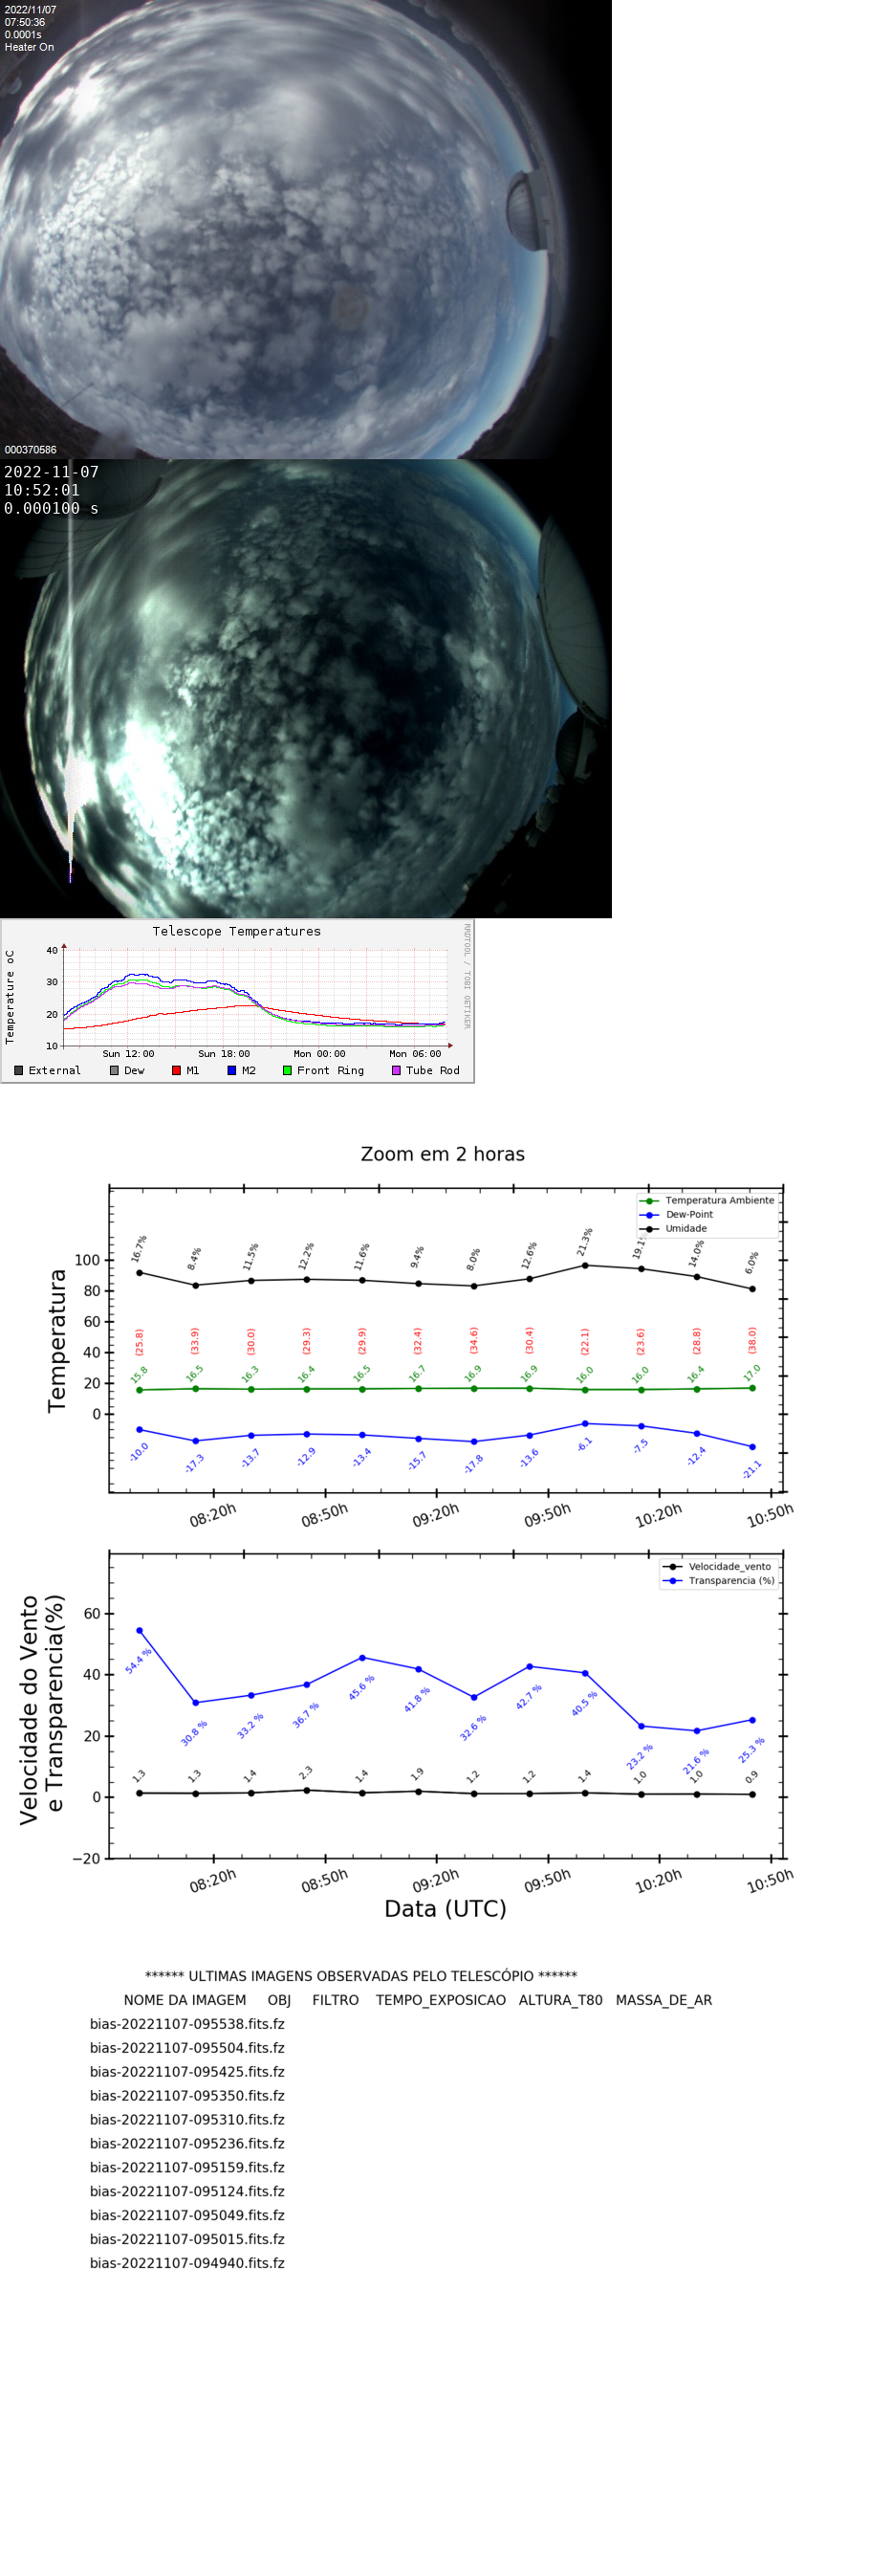 2022/11/07
07:50:36
0.0001s
Heater On
000370586
2022-11-07
10:52:01
0.000100 s
Telescope Temperatures
RRDTOOL / TOBI OETIKER
Temperature oC
40
30
20
10
Sun 12:00 Sun 18:00 Mon 00:00 Mon 06:00
External Dew M1 M2 Front Ring Tube Rod
Zoom em 2 horas
Temperatura Ambiente
Dew-Point
Umidade
Temperatura
100
80
60
40
20
0
16.7% 8.4% 11.5% 12.2% 11.6% 9.4% 8.0% 12.6% 21.3% 14.0% 6.0%
(25.8) (33.9) (30.0) (29.3) (29.9) (32.4) (34.6) (30.4) (22.1) (23.6) (28.8) (38.0)
15.8 16.5 16.3 16.4 16.5 16.7 16.9 16.9 16.0 16.0 16.4 17.0
-10.0 -17.3 -13.7 -12.9 -13.4 -15.7 -17.8 -13.6 -6.1 -7.5 -12.4 -21.1
08:20h 08:50h 09:20h 09:50h 10:20h 10:50h
Velocidade_vento
Transparencia (%)
Velocidade do Vento
e Transparencia(%)
60
40
20
0
−20
54.4 % 30.8 % 33.2 % 36.7 % 45.6 % 41.8 % 32.6 % 42.7 % 40.5 % 23.2 % 21.6 % 25.3 %
1.3 1.3 1.4 2.3 1.4 1.9 1.2 1.2 1.4 1.0 1.0 0.9
08:20h 08:50h 09:20h 09:50h 10:20h 10:50h
Data (UTC)
****** ULTIMAS IMAGENS OBSERVADAS PELO TELESCÓPIO ******
NOME DA IMAGEM OBJ FILTRO TEMPO_EXPOSICAO ALTURA_T80 MASSA_DE_AR
bias-20221107-095538.fits.fz
bias-20221107-095504.fits.fz
bias-20221107-095425.fits.fz
bias-20221107-095350.fits.fz
bias-20221107-095310.fits.fz
bias-20221107-095236.fits.fz
bias-20221107-095159.fits.fz
bias-20221107-095124.fits.fz
bias-20221107-095049.fits.fz
bias-20221107-095015.fits.fz
bias-20221107-094940.fits.fz